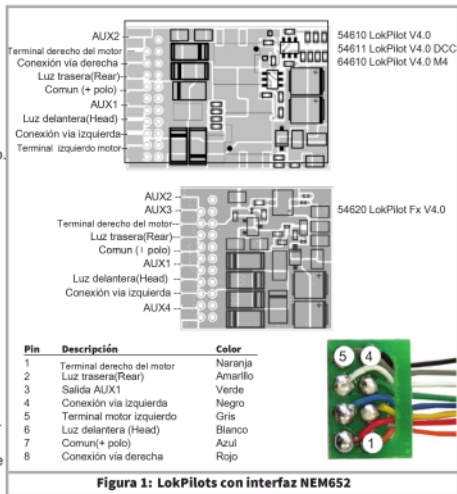 AUX2
Terminal derecho del motor
Conexión vía derecha
Luz trasera(Rear)
Comun (+ polo)
AUX1
Luz delantera(Head)
Conexión vía izquierda
Terminal izquierdo motor
54610 LokPilot V4.0
54611 LokPilot V4.0 DCC
64610 LokPilot V4.0 M4
AUX2
AUX3
Terminal derecho del motor
Luz trasera(Rear)
Comun (+ polo)
AUX1
Luz delantera(Head)
Conexión via izquierda
AUX4
54620 LokPilot Fx V4.0
Pin Descripción Color
1 Terminal derecho del motor Naranja
2 Luz trasera(Rear) Amarillo
3 Salida AUX1 Verde
4 Conexión vía izquierda Negro
5 Terminal motor izquierdo Gris
6 Luz delantera (Head) Blanco
7 Comun(+ polo) Azul
8 Conexión vía derecha Rojo
5 4
1
Figura 1: LokPilots con interfaz NEM652